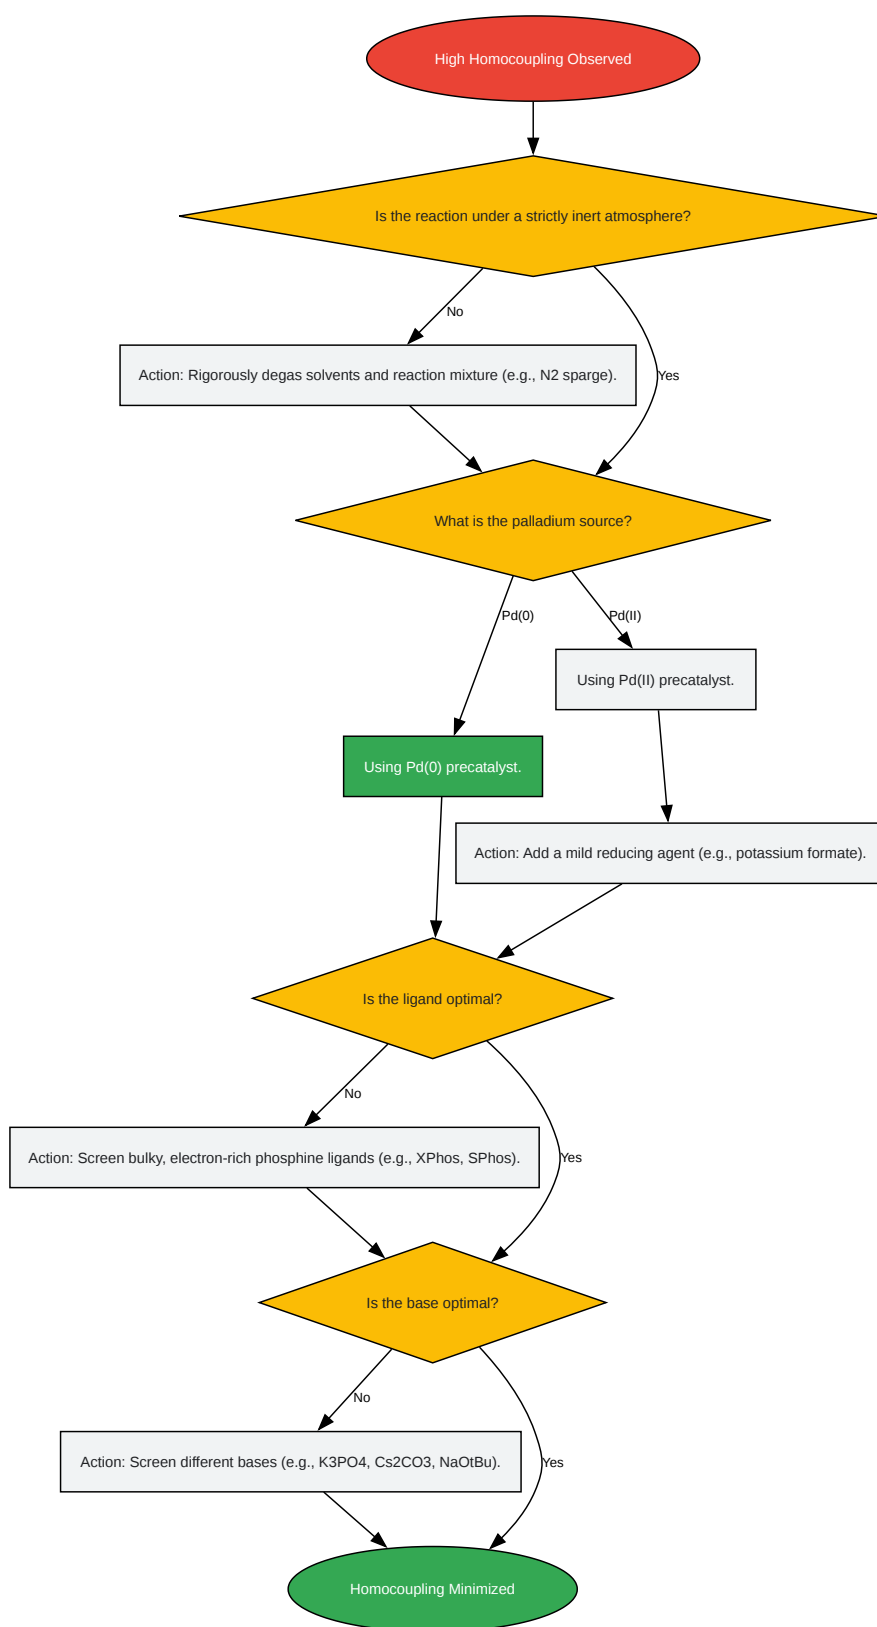 High Homocoupling Observed
Is the reaction under a strictly inert atmosphere?
No
Action: Rigorously degas solvents and reaction mixture (e.g., N2 sparge).
Yes
What is the palladium source?
Pd(0)
Pd(II)
Using Pd(II) precatalyst.
Using Pd(0) precatalyst.
Action: Add a mild reducing agent (e.g., potassium formate).
Is the ligand optimal?
No
Action: Screen bulky, electron-rich phosphine ligands (e.g., XPhos, SPhos).
Yes
Is the base optimal?
No
Action: Screen different bases (e.g., K3PO4, Cs2CO3, NaOtBu).
Yes
Homocoupling Minimized